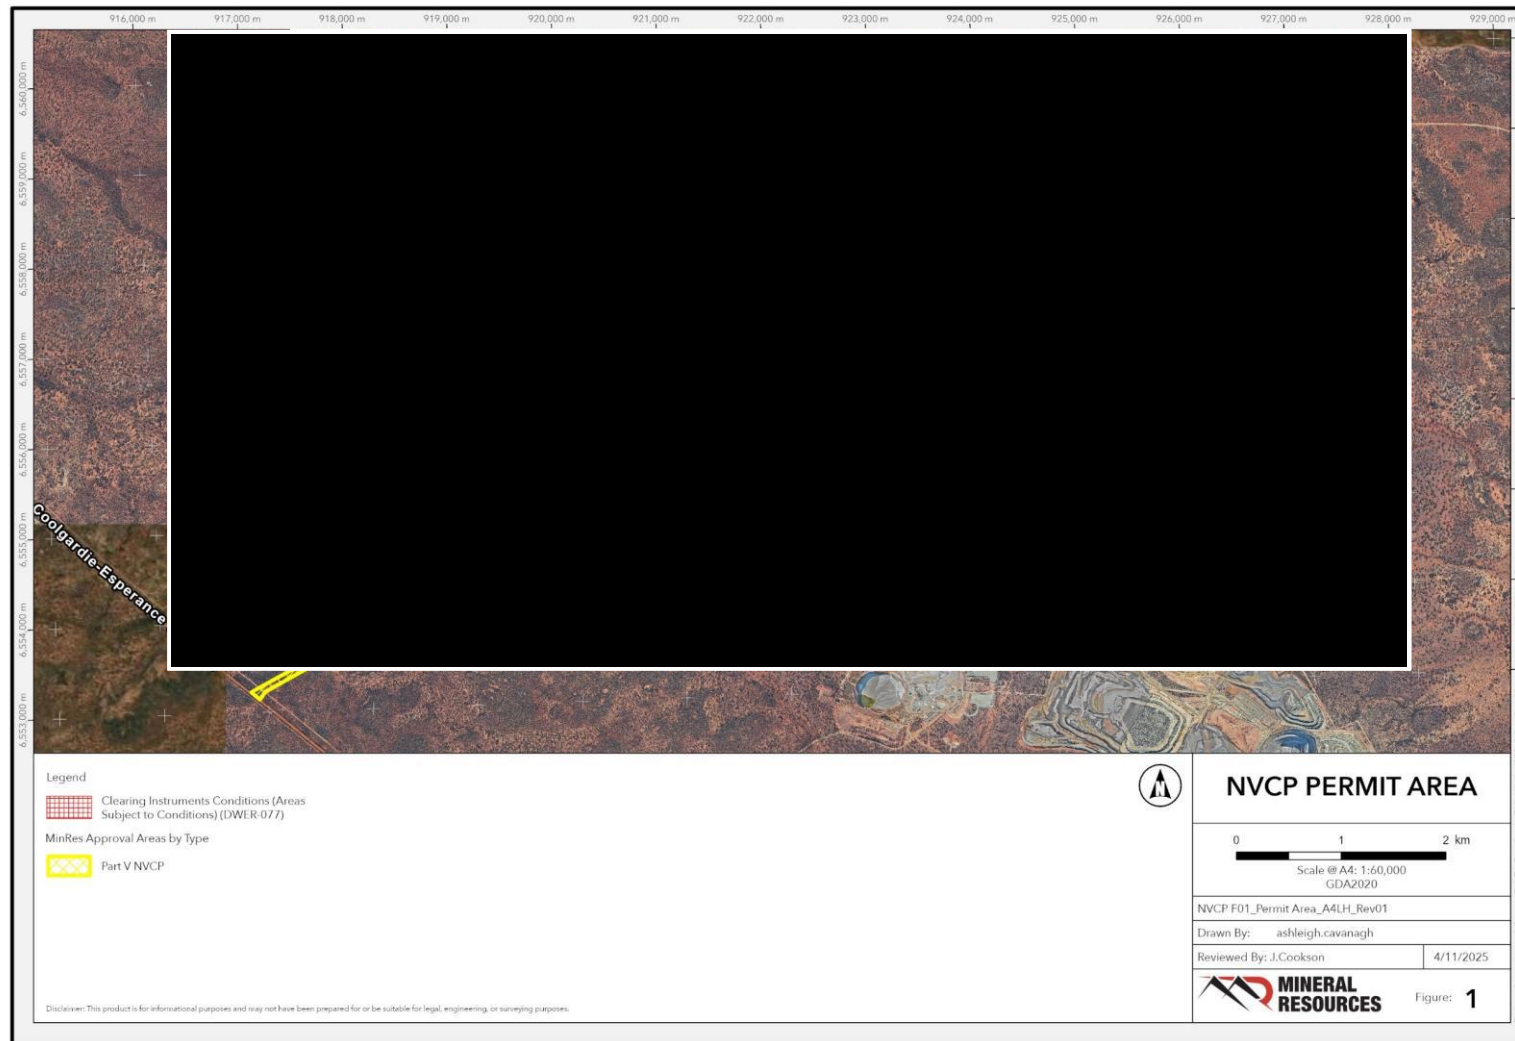 916,000 m 917,000 m 918,000 m 919,000 m 920,000 m 921,000 m 922,000 m 923,000 m 924,000 m 925,000 m 926,000 m 927,000 m 928,000 m 929,000 m
6,560,000 m
6,559,000 m
6,558,000 m
6,557,000 m
6,556,000 m
6,555,000 m
6,554,000 m
6,553,000 m
Coolgardie-Esperance
Legend
Clearing Instruments Conditions (Areas
Subject to Conditions) (DWER-077)
MinRes Approval Areas by Type
Part V NVCP
Disclaimer: This product is for informational purposes and may not have been prepared for or be suitable for legal, engineering, or surveying purposes.
N
NVCP PERMIT AREA
0 1 2 km
Scale @ A4: 1:60,000
GDA2020
NVCP F01_Permit Area_A4LH_Rev01
Drawn By: ashleigh.cavanagh
Reviewed By: J.Cookson 4/11/2025
MINERAL
RESOURCES
Figure: 1